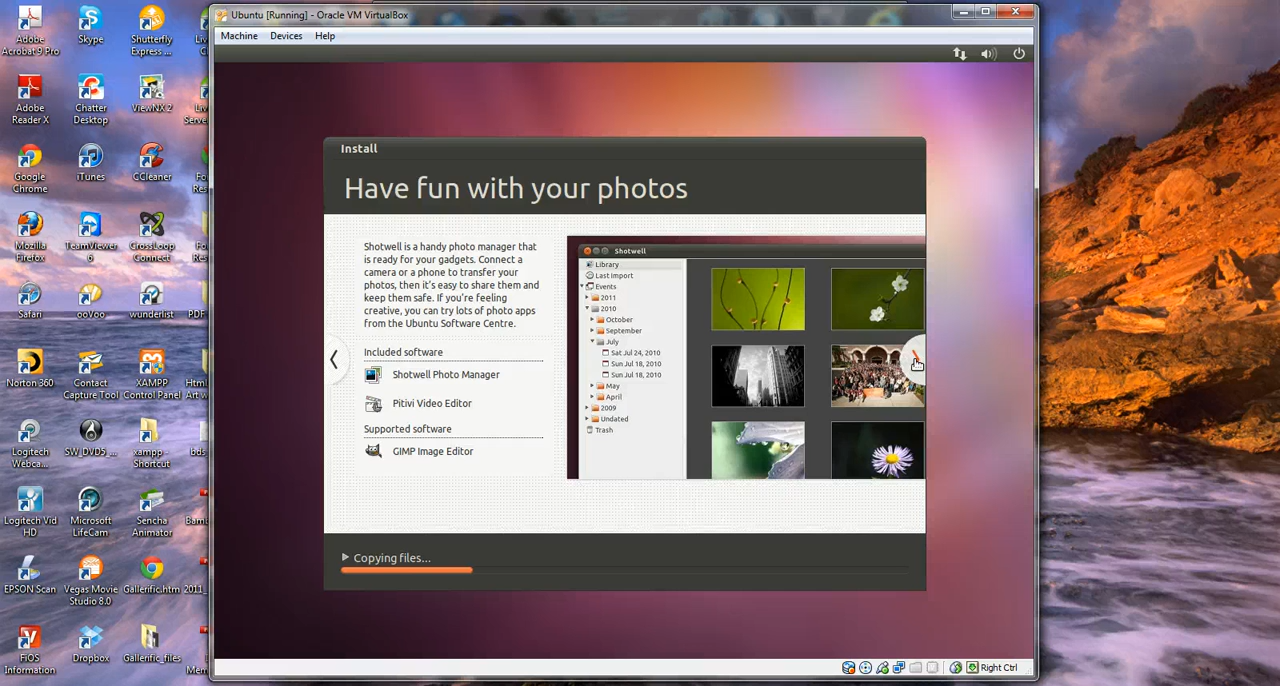 Ubuntu [Running] - Oracle VM VirtualBox
Machine Devices Help
Install
Have fun with your photos
Shotwell is a handy photo manager that
is ready for your gadgets. Connect a
camera or a phone to transfer your
photos, then it's easy to share them and
keep them safe. If you're feeling
creative, you can try lots of photo apps
from the Ubuntu Software Centre.
Included software
Shotwell Photo Manager
Pitivi Video Editor
Supported software
GIMP Image Editor
Shotwell
Library
Last Import
Events
2011
2010
October
September
July
Sat Jul 24, 2010
Sun Jul 18, 2010
Sun Jul 18, 2010
May
April
2009
Undated
Trash
Copying files...
Right Ctrl
Adobe
Acrobat 9 Pro
Skype
Shutterfly
Express ...
Adobe
Reader X
Chatter
Desktop
ViewNX 2
Google
Chrome
iTunes
CCleaner
Mozilla
Firefox
TeamViewer
6
CrossLoop
Connect
Safari
ooVoo
wunderlist
PDF
Norton 360
Contact
Capture Tool
XAMPP
Control Panel
Html
Art w
Logitech
Webca...
SW_DVD5_...
xampp -
Shortcut
bds
Logitech Vid
HD
Microsoft
LifeCam
Sencha
Animator
EPSON Scan
Vegas Movie
Studio 8.0
Gallerific.htm
2011_
FiOS
Information
Dropbox
Gallerific_files